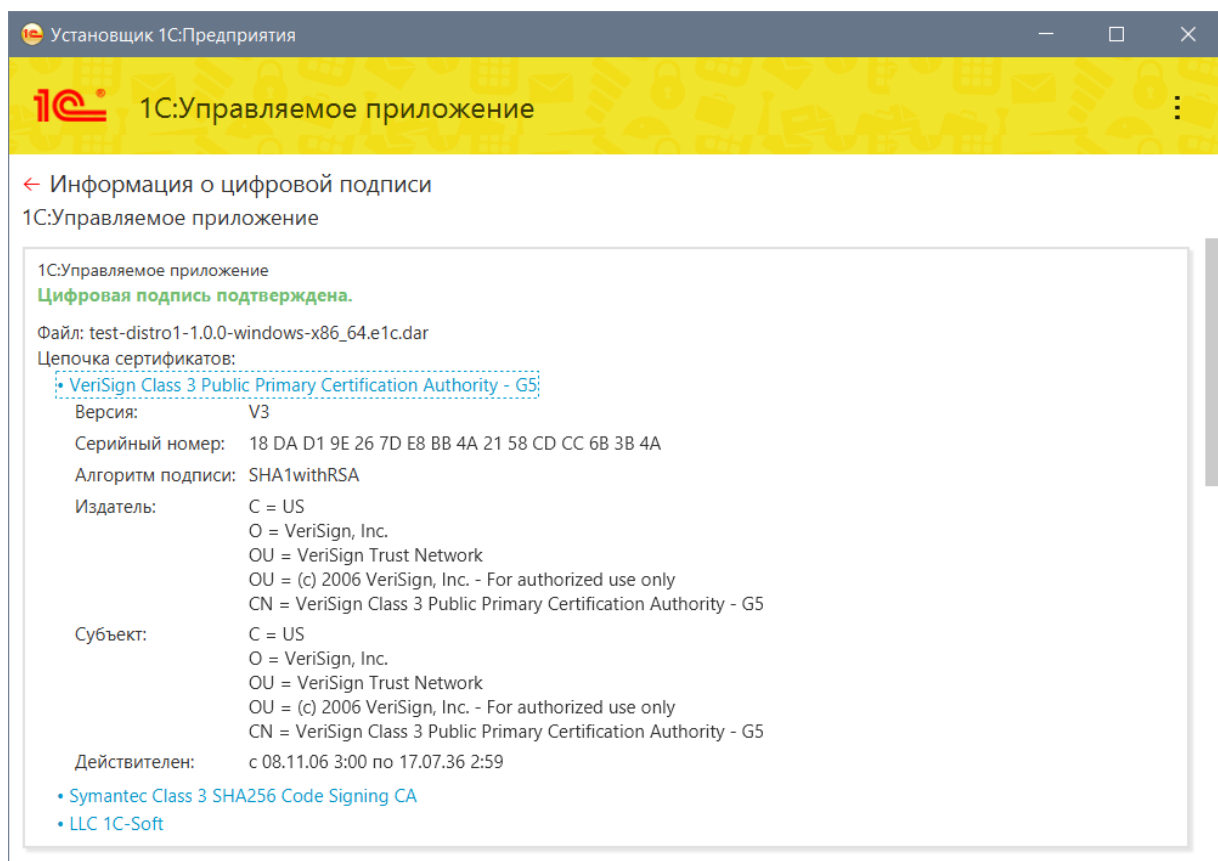 Установщик 1С:Предприятия
1С:Управляемое приложение
← Информация о цифровой подписи
1С:Управляемое приложение
1С:Управляемое приложение
Цифровая подпись подтверждена.
Файл: test-distro1-1.0.0-windows-x86_64.e1c.dar
Цепочка сертификатов:
• VeriSign Class 3 Public Primary Certification Authority - G5
Версия: V3
Серийный номер: 18 DA D1 9E 26 7D E8 BB 4A 21 58 CD CC 6B 3B 4A
Алгоритм подписи: SHA1withRSA
Издатель: C = US
O = VeriSign, Inc.
OU = VeriSign Trust Network
OU = (c) 2006 VeriSign, Inc. - For authorized use only
CN = VeriSign Class 3 Public Primary Certification Authority - G5
Субъект: C = US
O = VeriSign, Inc.
OU = VeriSign Trust Network
OU = (c) 2006 VeriSign, Inc. - For authorized use only
CN = VeriSign Class 3 Public Primary Certification Authority - G5
Действителен: с 08.11.06 3:00 по 17.07.36 2:59
• Symantec Class 3 SHA256 Code Signing CA
• LLC 1C-Soft